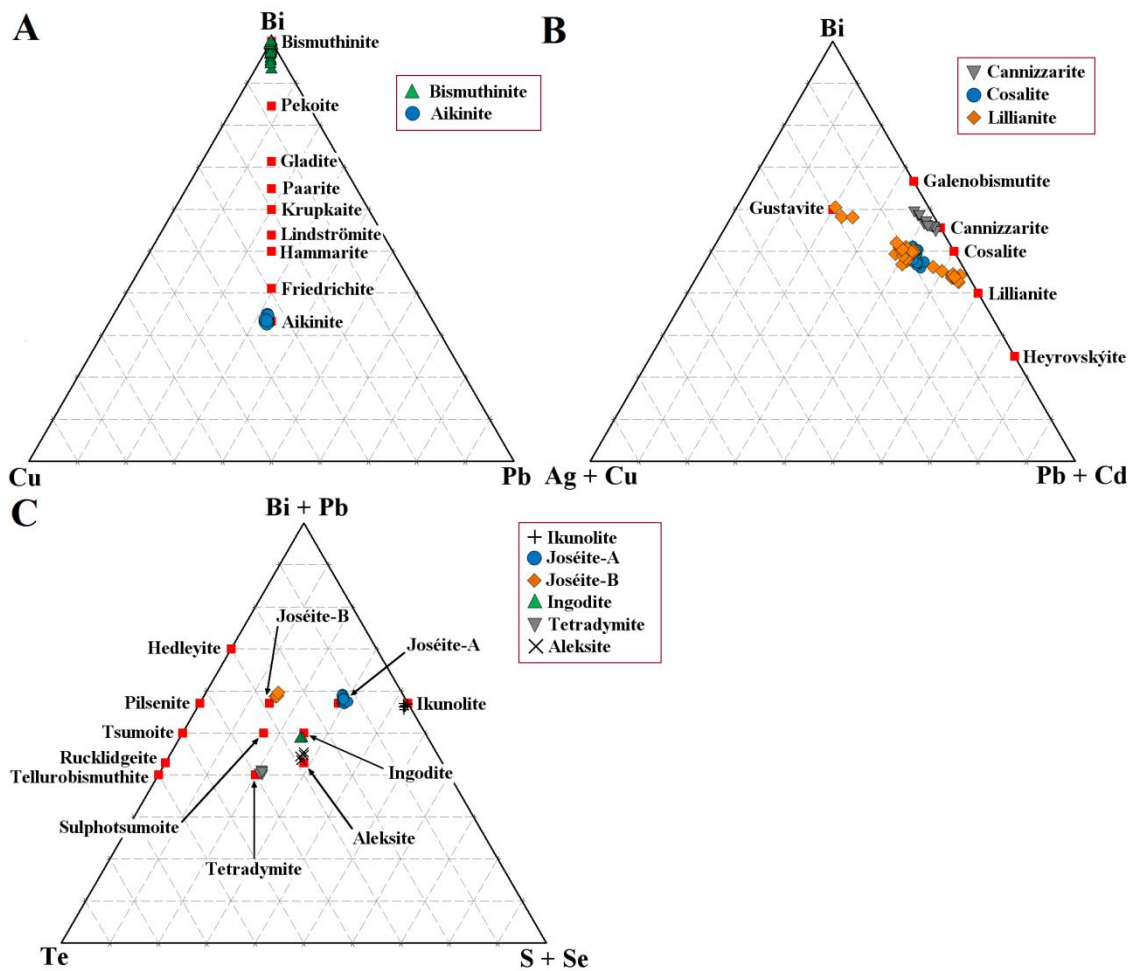 A
Bi
Bismuthinite
Pekoite
Gladite
Paarite
Krupkaite
Lindströmite
Hammarite
Friedrichite
Aikinite
Cu
Pb
Bismuthinite
Aikinite
B
Bi
Cannizzarite
Cosalite
Lillianite
Galenobismutite
Gustavite
Cannizzarite
Cosalite
Lillianite
Heyrovskýite
Ag + Cu
Pb + Cd
C
Bi + Pb
Ikunolite
Joséite-A
Joséite-B
Ingodite
Tetradymite
Aleksite
Joséite-B
Joséite-A
Hedleyite
Pilsenite
Ikunolite
Tsumoite
Rucklidgeite
Tellurobismuthite
Ingodite
Sulphotsumoite
Aleksite
Tetradymite
Te
S + Se